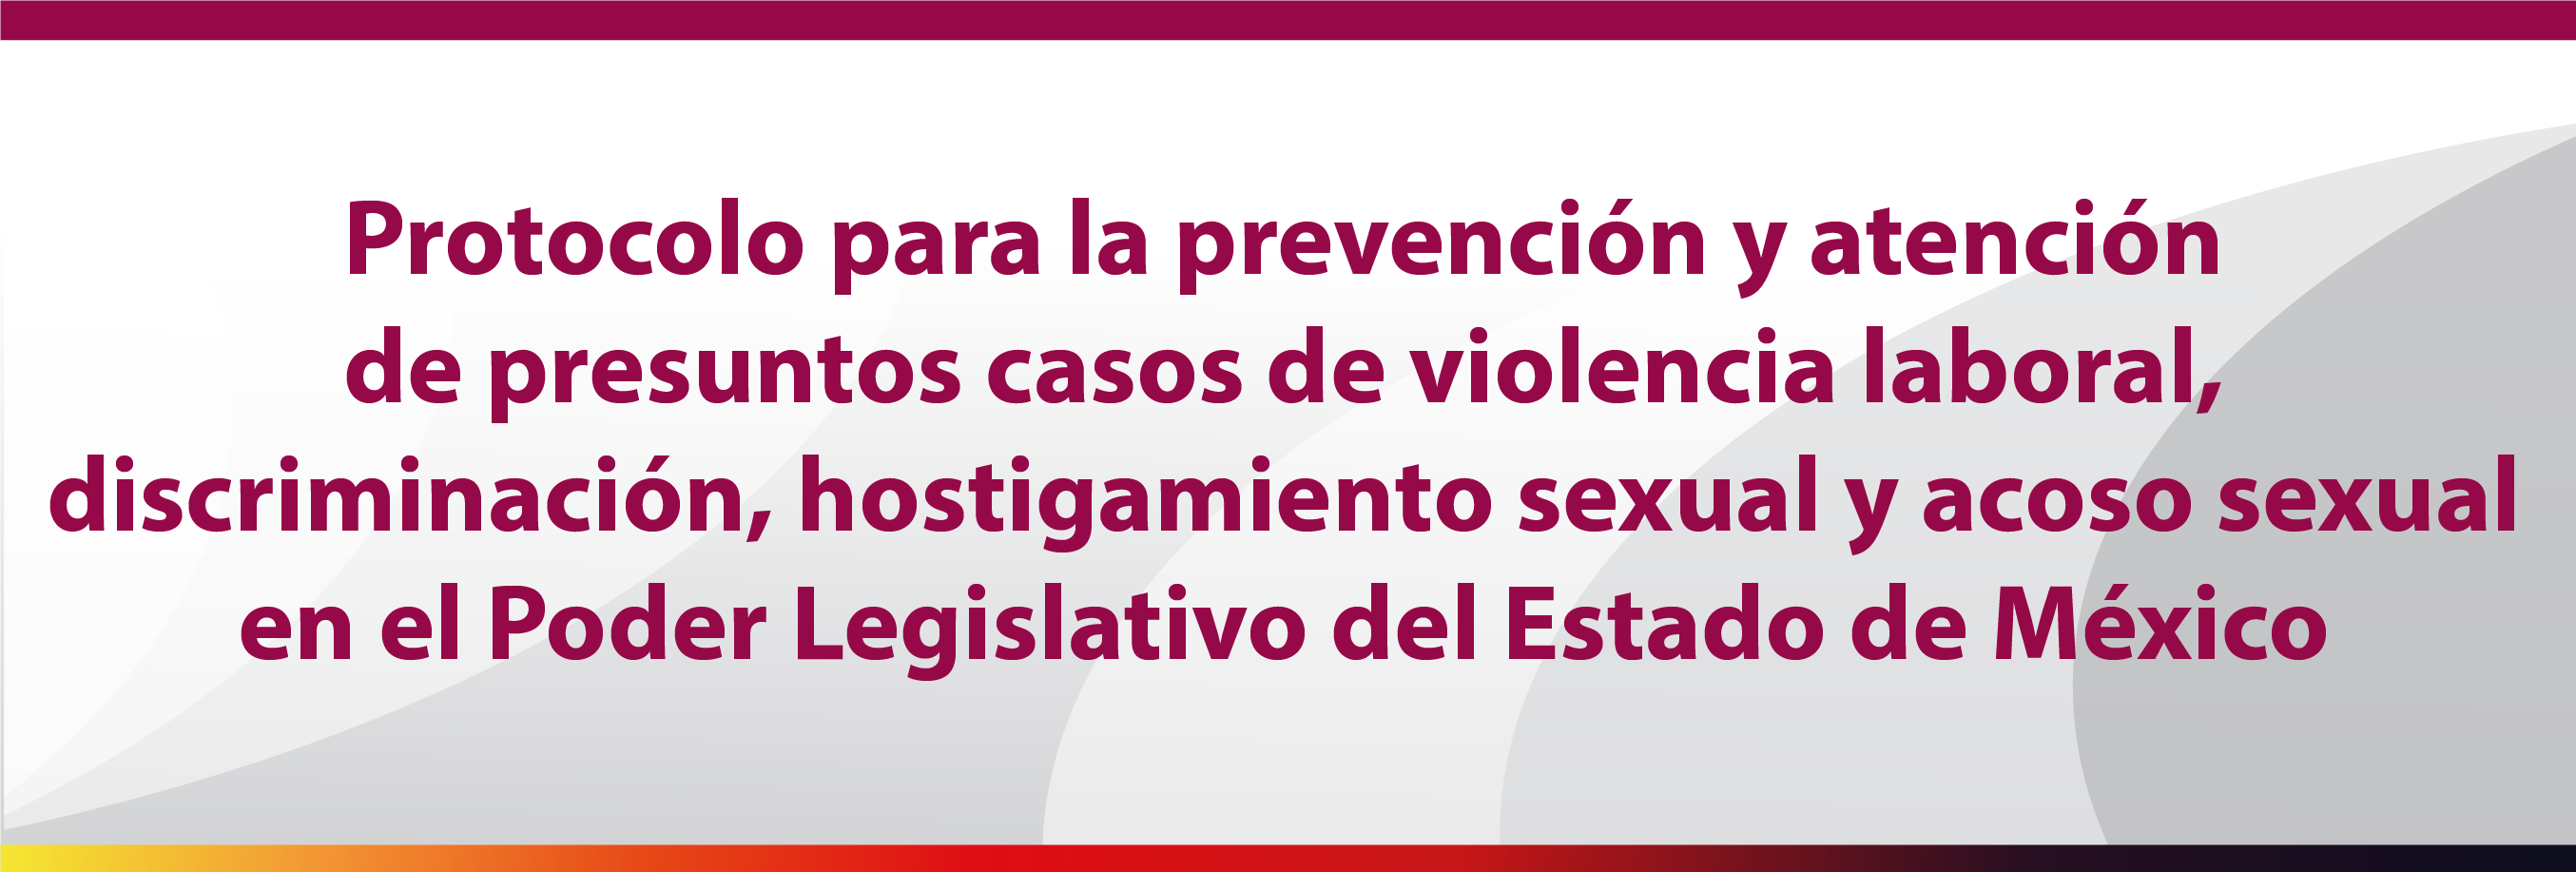 Protocolo para la prevención y atención
de presuntos casos de violencia laboral,
discriminación, hostigamiento sexual y acoso sexual
en el Poder Legislativo del Estado de México